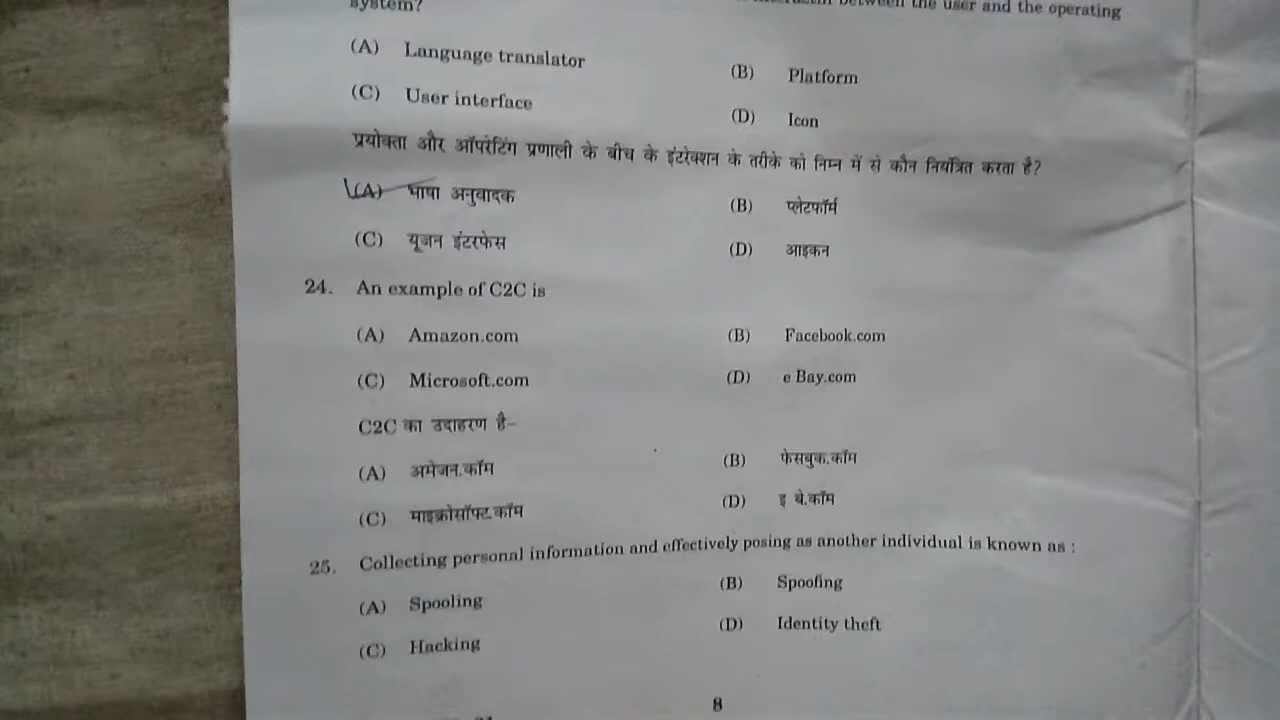 between the user and the operating
system?
(A) Language translator
(B) Platform
(C) User interface
(D) Icon
प्रयोक्ता और ऑपरेटिंग प्रणाली के बीच के इंटरेक्शन के तरीके को निम्न में से कौन नियंत्रित करता है?
(A) भाषा अनुवादक
(B) प्लेटफॉर्म
(C) यूजन इंटरफेस
(D) आइकन
24. An example of C2C is
(A) Amazon.com
(B) Facebook.com
(C) Microsoft.com
(D) e Bay.com
C2C का उदाहरण है-
(A) अमेजन.कॉम
(B) फेसबुक.कॉम
(C) माइक्रोसॉफ्ट.कॉम
(D) इ बे.कॉम
25. Collecting personal information and effectively posing as another individual is known as :
(A) Spooling
(B) Spoofing
(C) Hacking
(D) Identity theft
8